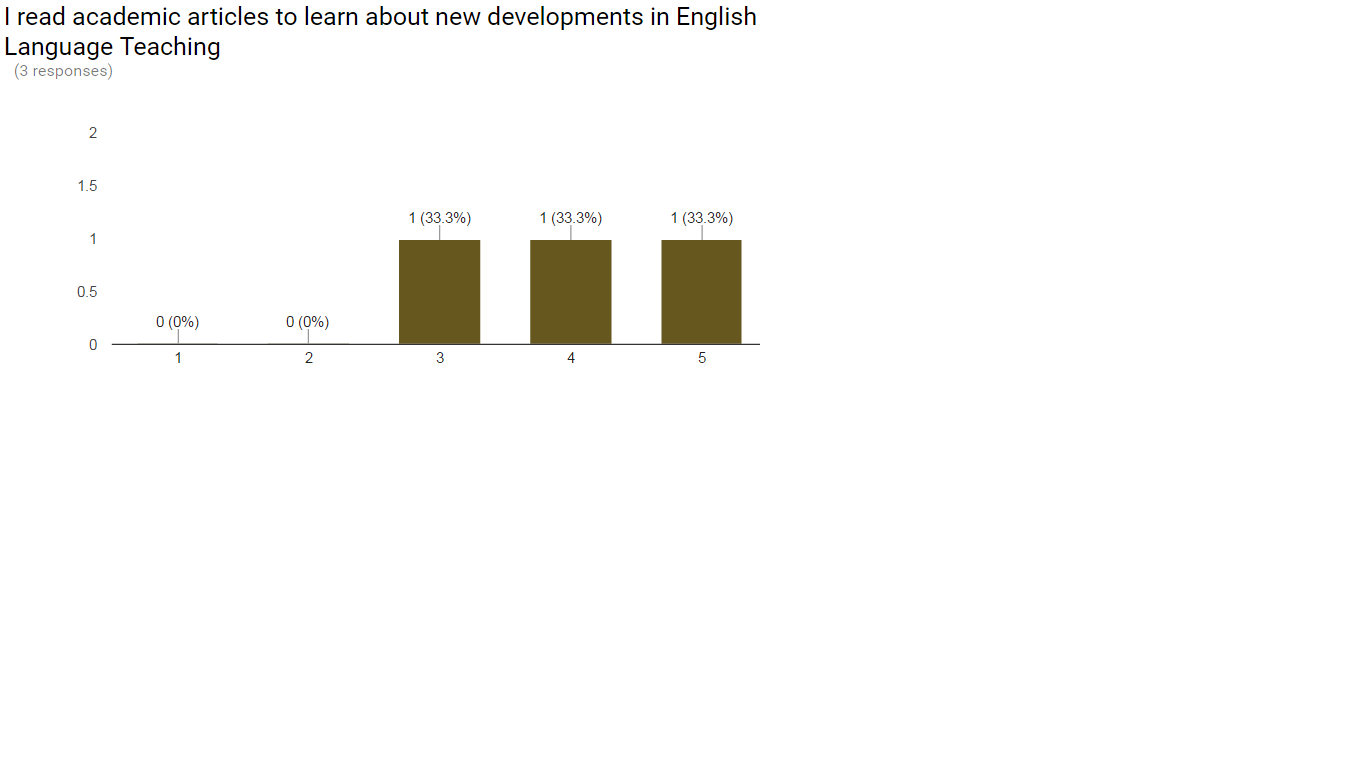 I read academic articles to learn about new developments in English
Language Teaching
(3 responses)
2
1.5
1 (33.3%) 1 (33.3%) 1 (33.3%)
1
0.5
0 (0%) 0 (0%)
0
1 2 3 4 5